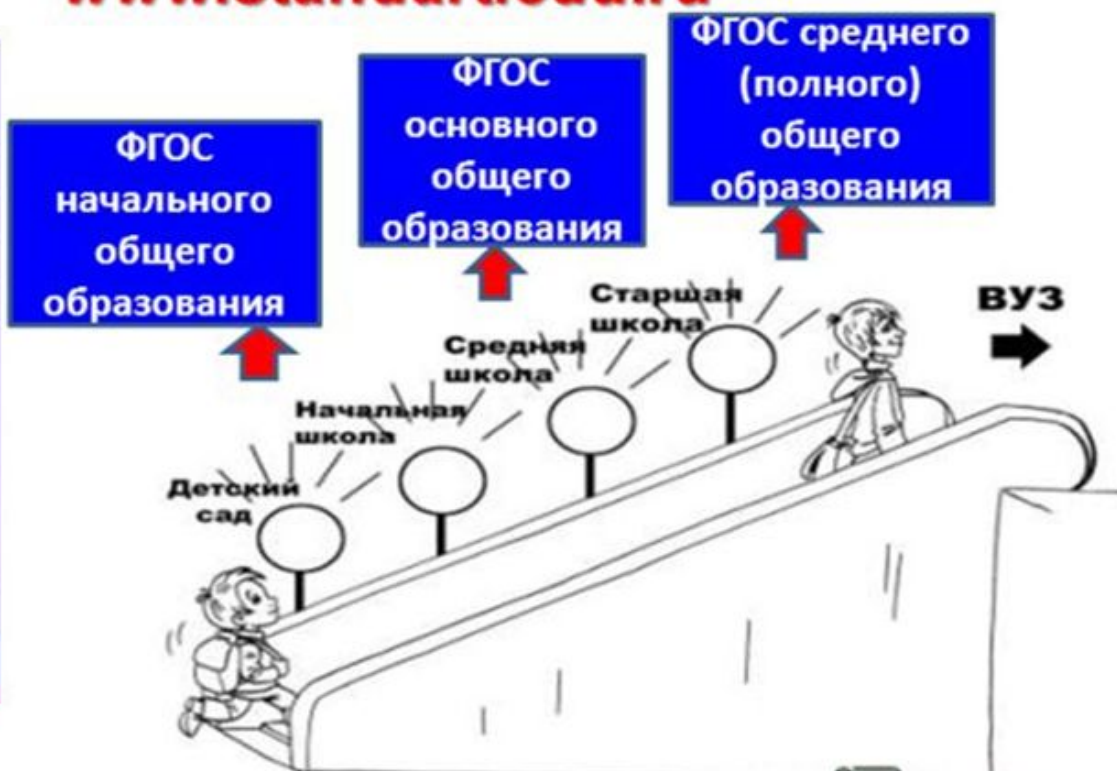 ФГОС
начального
общего
образования
ФГОС
основного
общего
образования
ФГОС среднего
(полного)
общего
образования
Детский
сад
Начальная
школа
Средняя
школа
Старшая
школа
ВУЗ